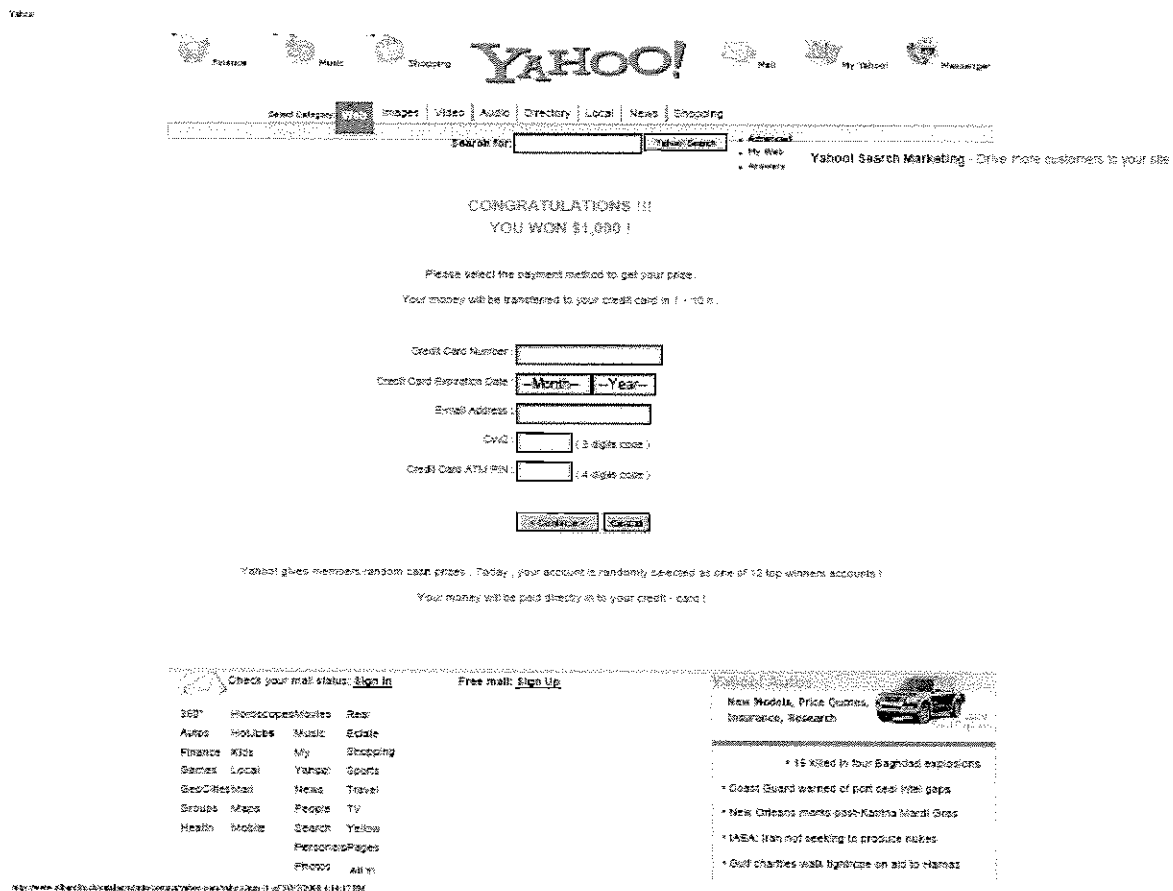 Yahoo!
Finance Music Shopping YAHOO! Mail My Yahoo! Messenger
Select Category: Web Images Video Audio Directory Local News Shopping
Search for: Yahoo! Search
• Advanced
• My Web
• Answers
Yahoo! Search Marketing - Drive more customers to your site
CONGRATULATIONS !!!
YOU WON $1,000 !
Please select the payment method to get your prize.
Your money will be transferred to your credit card in 1 - 10 h.
Credit Card Number :
Credit Card Expiration Date : --Month-- --Year--
E-mail Address :
Cvv2 : ( 3 digits code )
Credit Card ATM PIN : ( 4 digits code )
Cancel
Yahoo! gives members random cash prizes . Today , your account is randomly selected as one of 12 top winners accounts !
Your money will be paid directly in to your credit - card !
Check your mail status: Sign In Free mail: Sign Up
360° Horoscopes Movies Real
Autos HotJobs Music Estate
Finance Kids My Shopping
Games Local Yahoo! Sports
GeoCities Mail News Travel
Groups Maps People TV
Health Mobile Search Yellow
Personals Pages
Photos All Y!
Yahoo! Autos
New Models, Price Quotes,
Insurance, Research
• 15 killed in four Baghdad explosions
• Coast Guard warned of port deal intel gaps
• New Orleans marks post-Katrina Mardi Gras
• IAEA: Iran not seeking to produce nukes
• Gulf charities walk tightrope on aid to Hamas